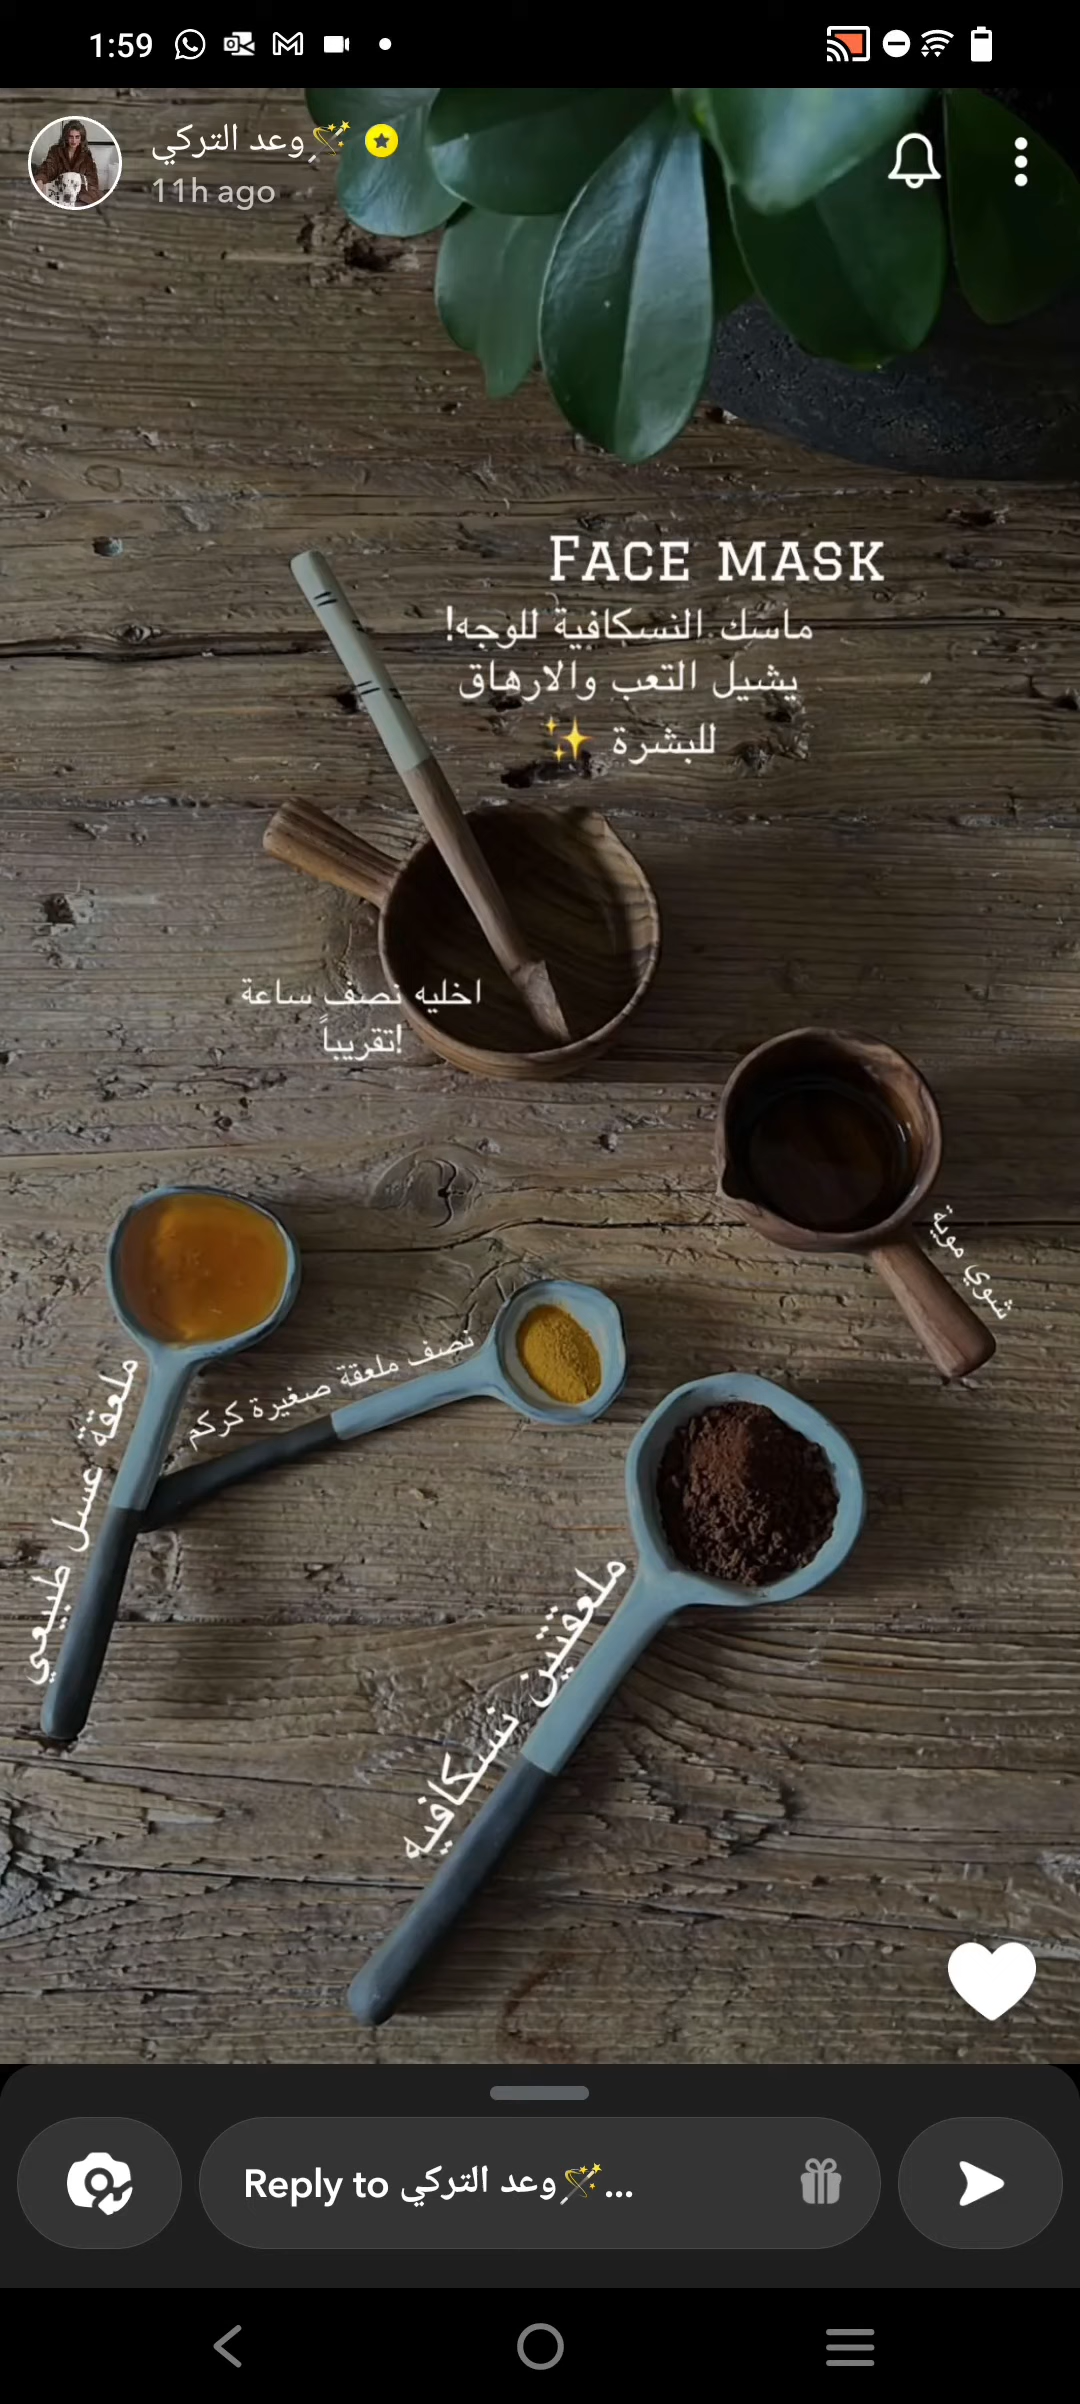 1:59
وعد التركي
11h ago
FACE MASK
ماسك النسكافية للوجه!
يشيل التعب والارهاق
للبشرة ✨
اخليه نصف ساعة
تقريباً!
شوي موية
نصف ملعقة صغيرة كركم
ملعقة عسل طبيعي
ملعقتين نسكافيه
Reply to وعد التركي...